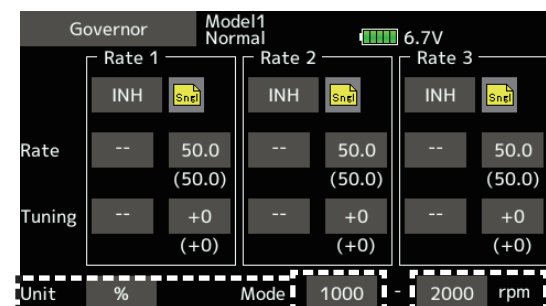 Governor Model1 6.7V
Normal
Rate 1 Rate 2 Rate 3
INH Sngl INH Sngl INH Sngl
Rate -- 50.0 -- 50.0 -- 50.0
(50.0) (50.0) (50.0)
Tuning -- +0 -- +0 -- +0
(+0) (+0) (+0)
Unit % Mode 1000 - 2000 rpm